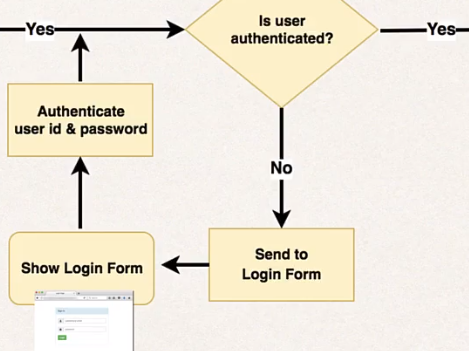 Yes
Is user
authenticated?
Yes
Authenticate
user id & password
No
Show Login Form
Send to
Login Form